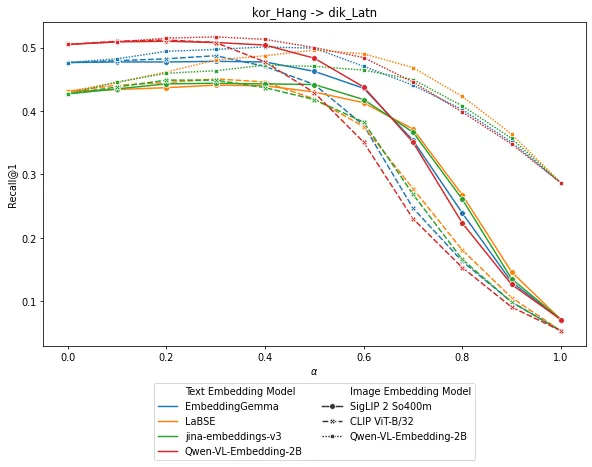 kor_Hang -> dik_Latn
Recall@1
0.5
0.4
0.3
0.2
0.1
0.0 0.2 0.4 0.6 0.8 1.0
α
Text Embedding Model
EmbeddingGemma
LaBSE
jina-embeddings-v3
Qwen-VL-Embedding-2B
Image Embedding Model
SigLIP 2 So400m
CLIP ViT-B/32
Qwen-VL-Embedding-2B